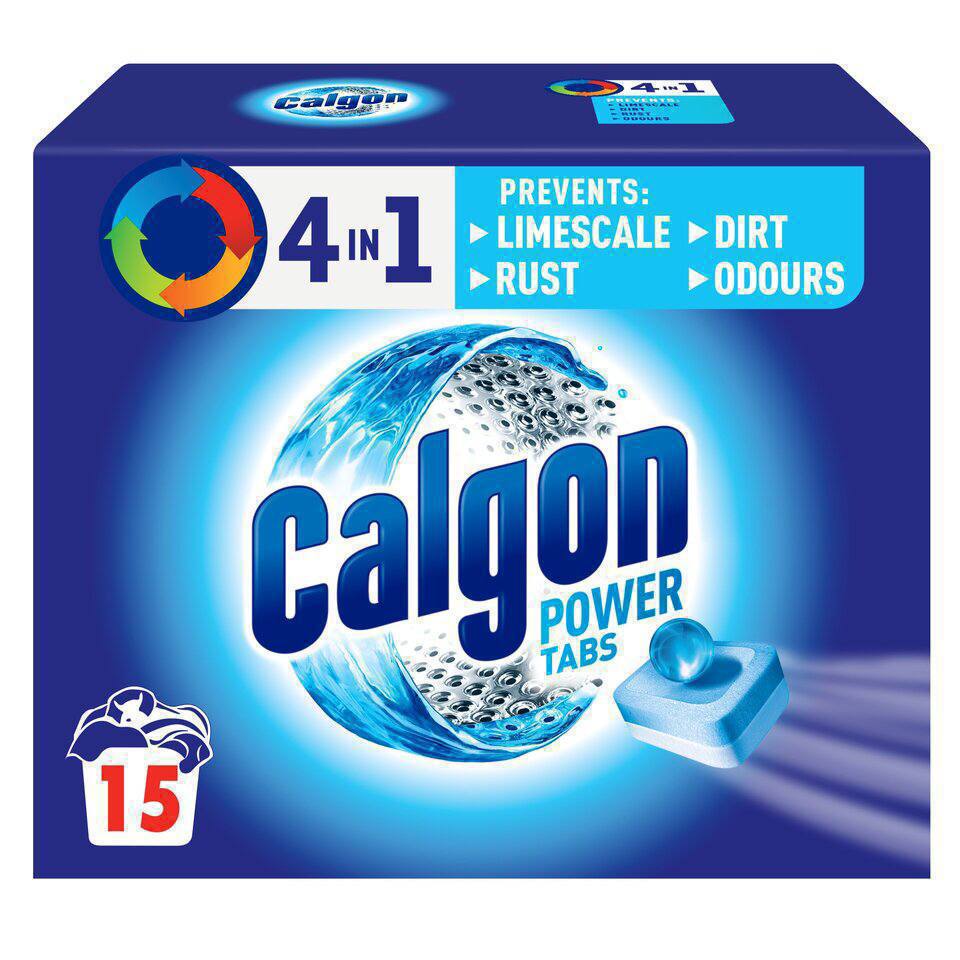 Calgon
4 IN 1
PREVENTS:
LIMESCALE
DIRT
RUST
ODOURS
4 IN 1
PREVENTS:
LIMESCALE DIRT
RUST ODOURS
Calgon
POWER
TABS
15